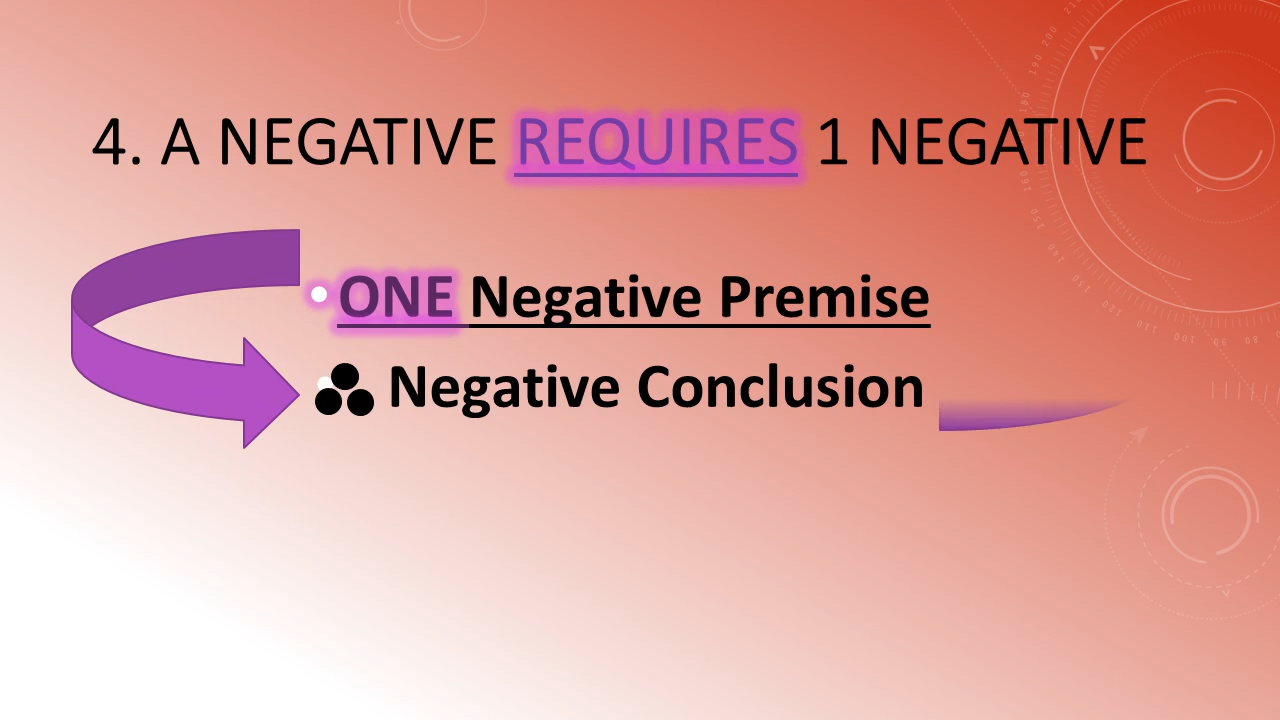 4. A NEGATIVE REQUIRES 1 NEGATIVE
• ONE Negative Premise
Negative Conclusion